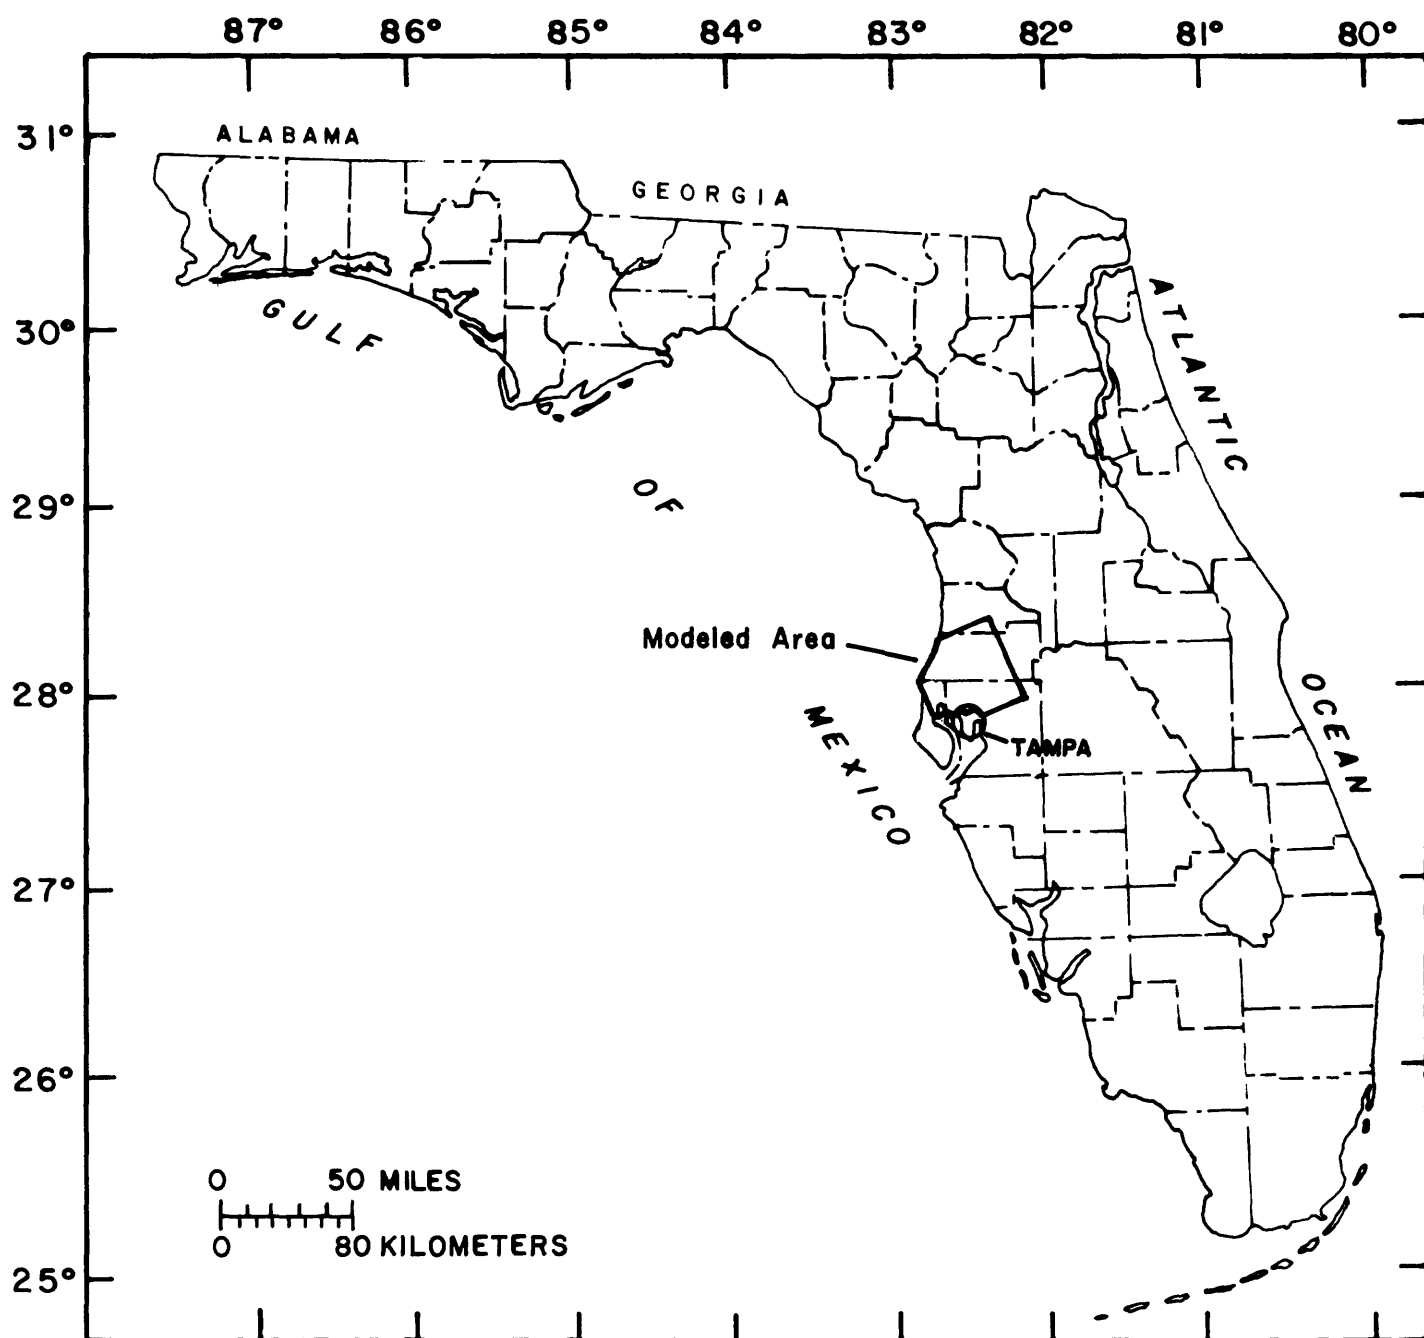 87° 86° 85° 84° 83° 82° 81° 80°
31°
ALABAMA
GEORGIA
30°
GULF
ATLANTIC
29°
OF
Modeled Area
28°
MEXICO
OCEAN
TAMPA
27°
26°
0 50 MILES
0 80 KILOMETERS
25°